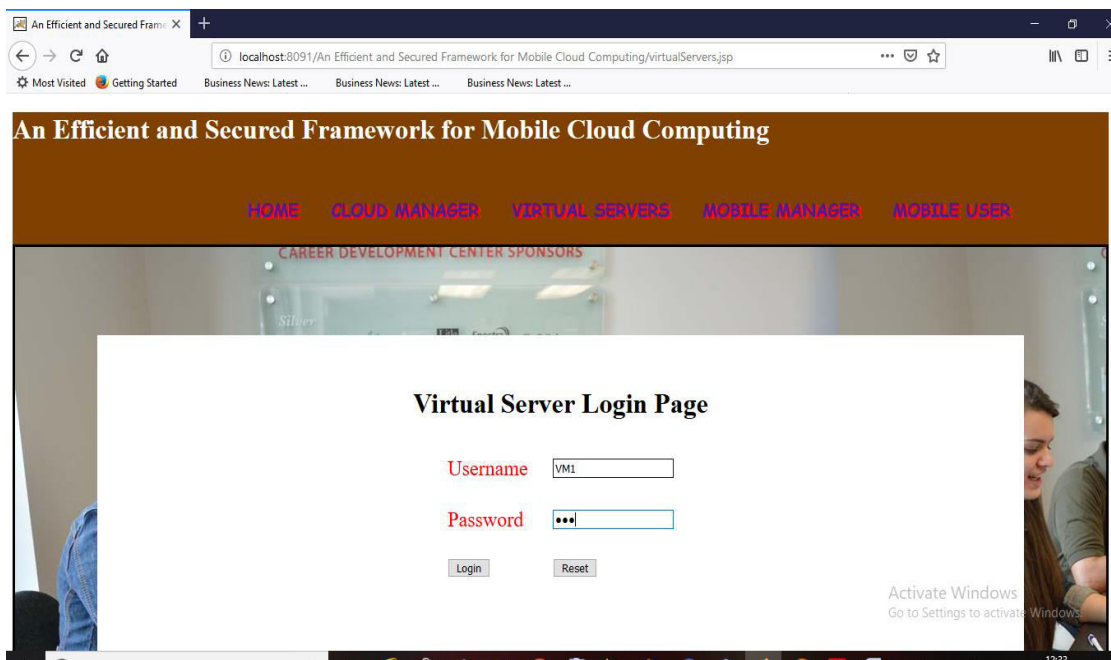 An Efficient and Secured Frame
localhost:8091/An Efficient and Secured Framework for Mobile Cloud Computing/virtualServers.jsp
Most Visited Getting Started Business News: Latest ... Business News: Latest ... Business News: Latest ...
An Efficient and Secured Framework for Mobile Cloud Computing
HOME CLOUD MANAGER VIRTUAL SERVERS MOBILE MANAGER MOBILE USER
CAREER DEVELOPMENT CENTER SPONSORS
Silver
Virtual Server Login Page
Username VM1
Password •••
Login Reset
Activate Windows
Go to Settings to activate Windows.